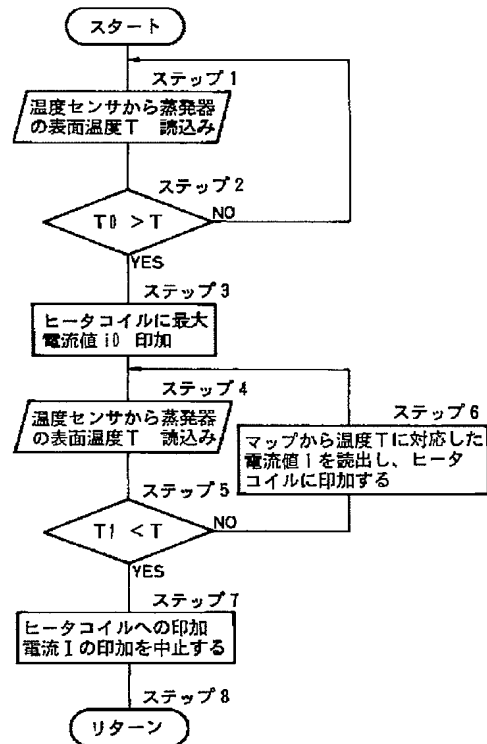 スタート
ステップ 1
温度センサから蒸発器
の表面温度T 読込み
ステップ 2
T0 > T
NO
YES
ステップ 3
ヒータコイルに最大
電流値 i0 印加
ステップ 4
温度センサから蒸発器
の表面温度T 読込み
ステップ 6
マップから温度Tに対応した
電流値 I を読出し、ヒータ
コイルに印加する
ステップ 5
T1 < T
NO
YES
ステップ 7
ヒータコイルへの印加
電流 I の印加を中止する
ステップ 8
リターン